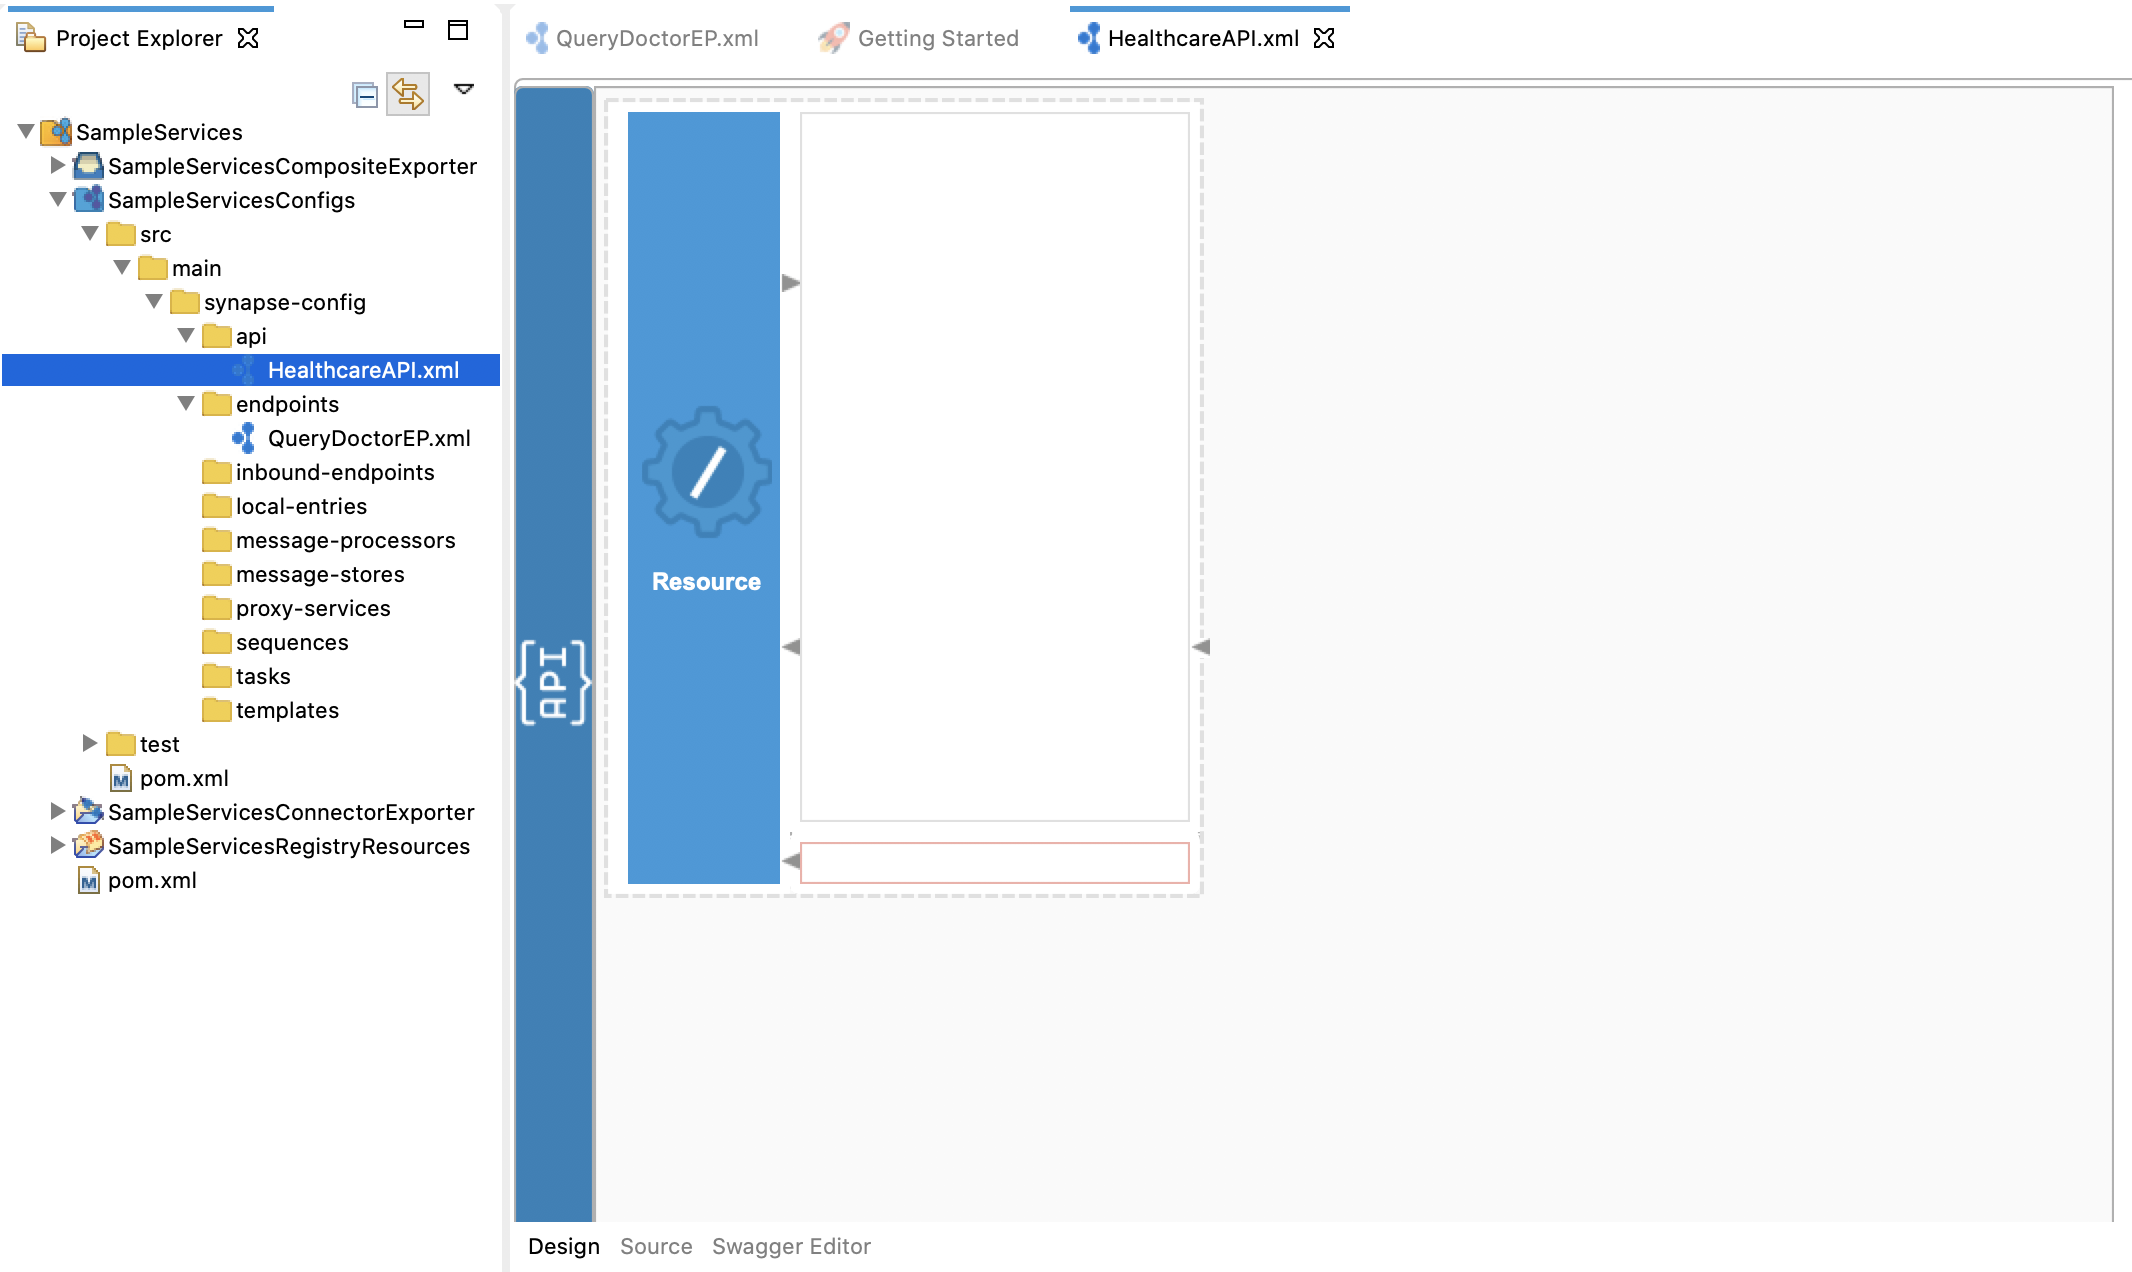 Project Explorer
QueryDoctorEP.xml
Getting Started
HealthcareAPI.xml
SampleServices
SampleServicesCompositeExporter
SampleServicesConfigs
src
main
synapse-config
api
HealthcareAPI.xml
endpoints
QueryDoctorEP.xml
inbound-endpoints
local-entries
message-processors
message-stores
proxy-services
sequences
tasks
templates
test
M pom.xml
SampleServicesConnectorExporter
SampleServicesRegistryResources
M pom.xml
{API}
Resource
Design Source Swagger Editor